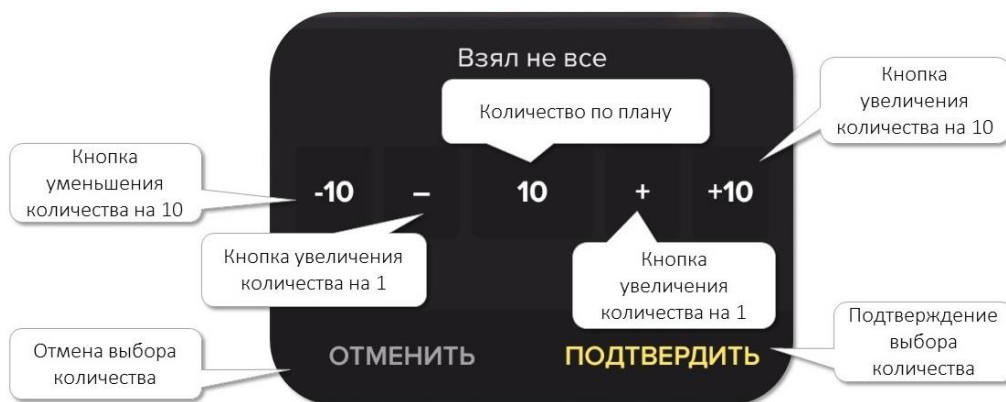 Взял не все
Кнопка
увеличения
количества на 10
Количество по плану
Кнопка
уменьшения
количества на 10
-10
–
10
+
+10
Кнопка увеличения
количества на 1
Кнопка
увеличения
количества на 1
Отмена выбора
количества
ОТМЕНИТЬ
ПОДТВЕРДИТЬ
Подтверждение
выбора
количества